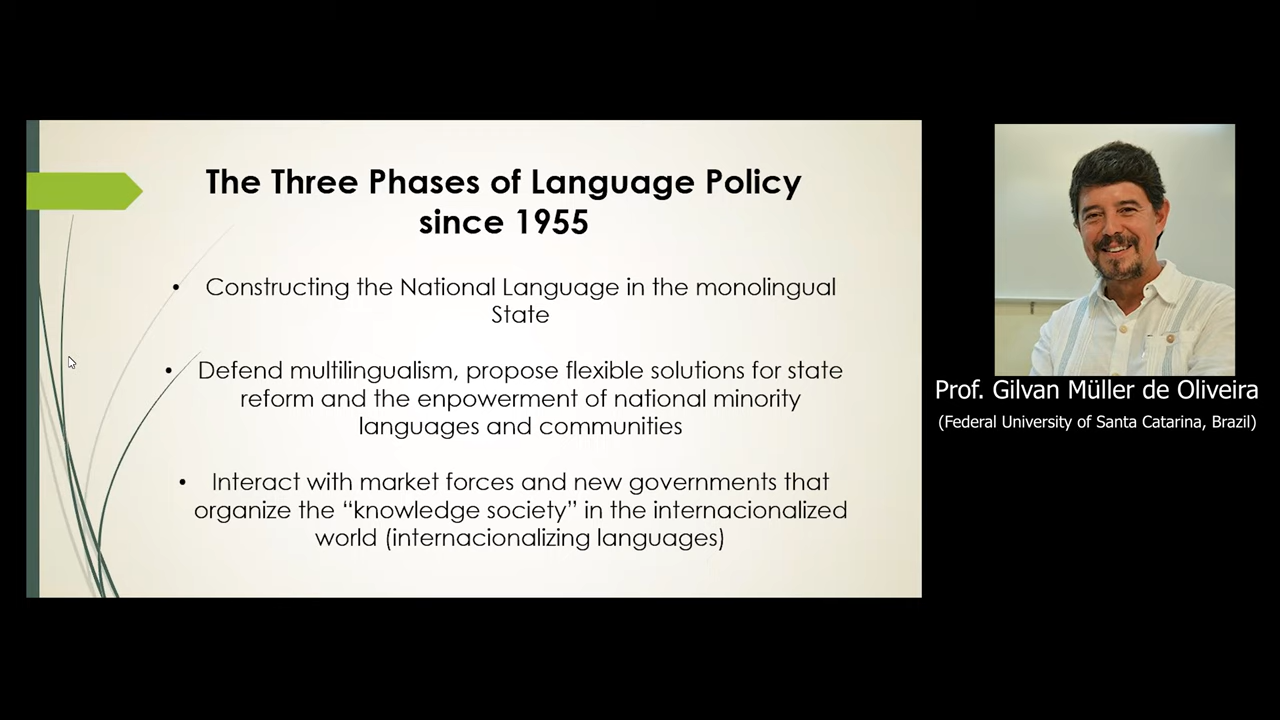 The Three Phases of Language Policy
since 1955
• Constructing the National Language in the monolingual
State
• Defend multilingualism, propose flexible solutions for state
reform and the enpowerment of national minority
languages and communities
• Interact with market forces and new governments that
organize the “knowledge society” in the internacionalized
world (internacionalizing languages)
Prof. Gilvan Müller de Oliveira
(Federal University of Santa Catarina, Brazil)